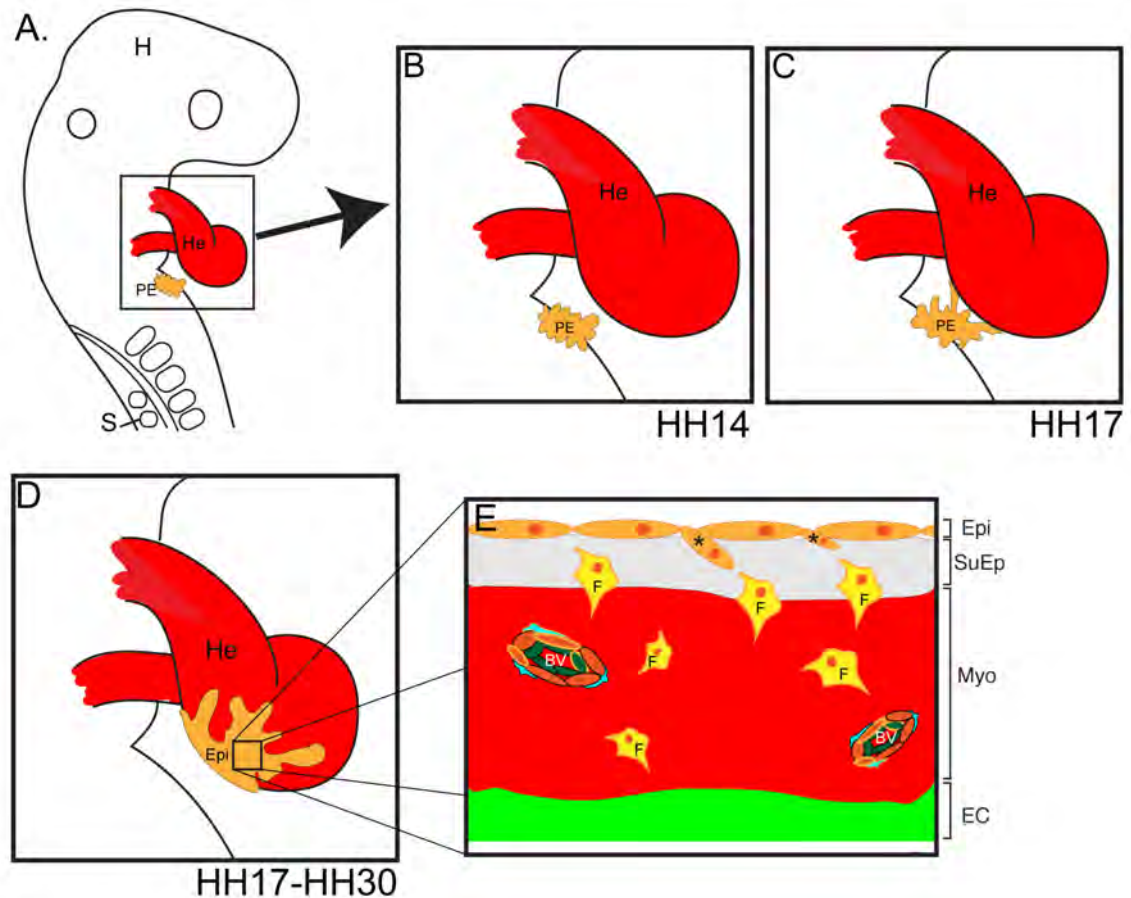 A.
H
He
PE
S
B
He
PE
HH14
C
He
PE
HH17
D
He
Epi
HH17-HH30
E
* *
F
F
F
BV
F
F
F
BV
Epi
SuEp
Myo
EC